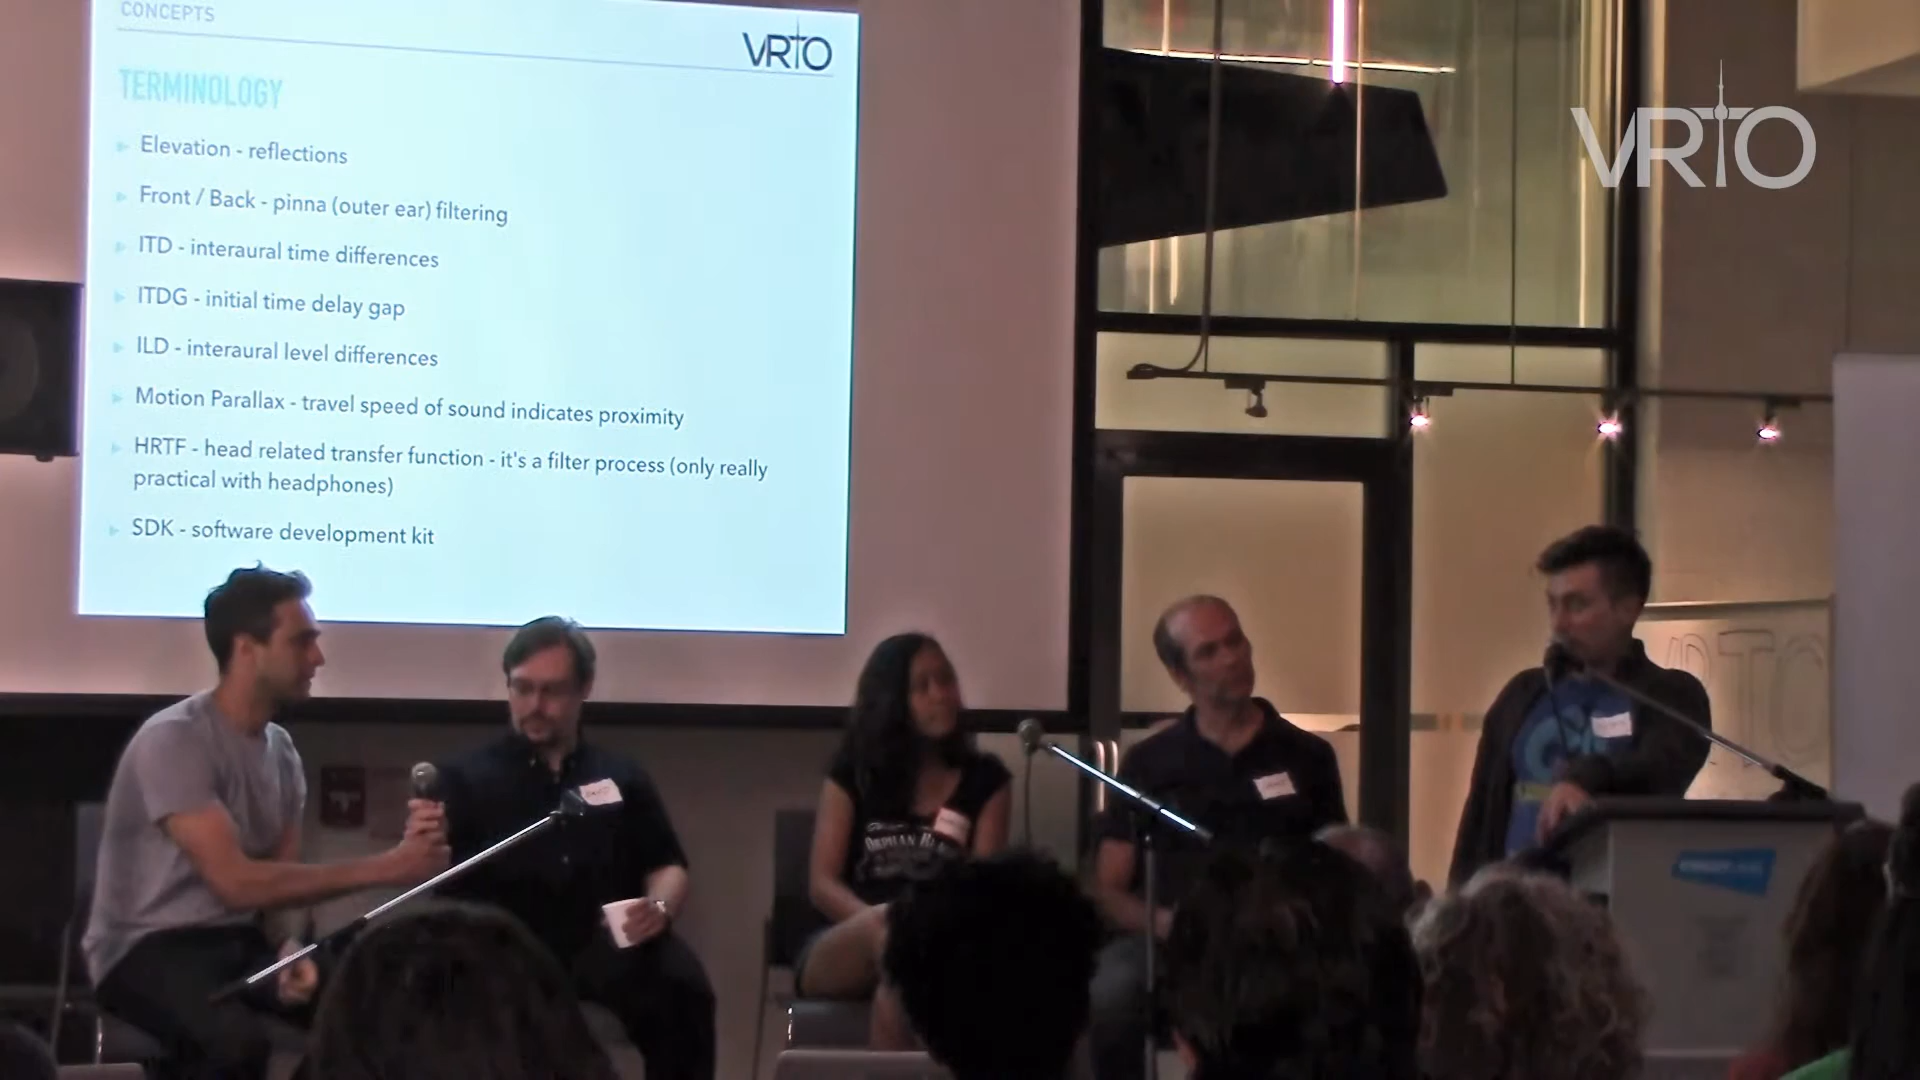 CONCEPTS
VRTO
TERMINOLOGY
Elevation - reflections
Front / Back - pinna (outer ear) filtering
ITD - interaural time differences
ITDG - initial time delay gap
ILD - interaural level differences
Motion Parallax - travel speed of sound indicates proximity
HRTF - head related transfer function - it's a filter process (only really
practical with headphones)
SDK - software development kit
VRTO
VRTO
ORPHAN